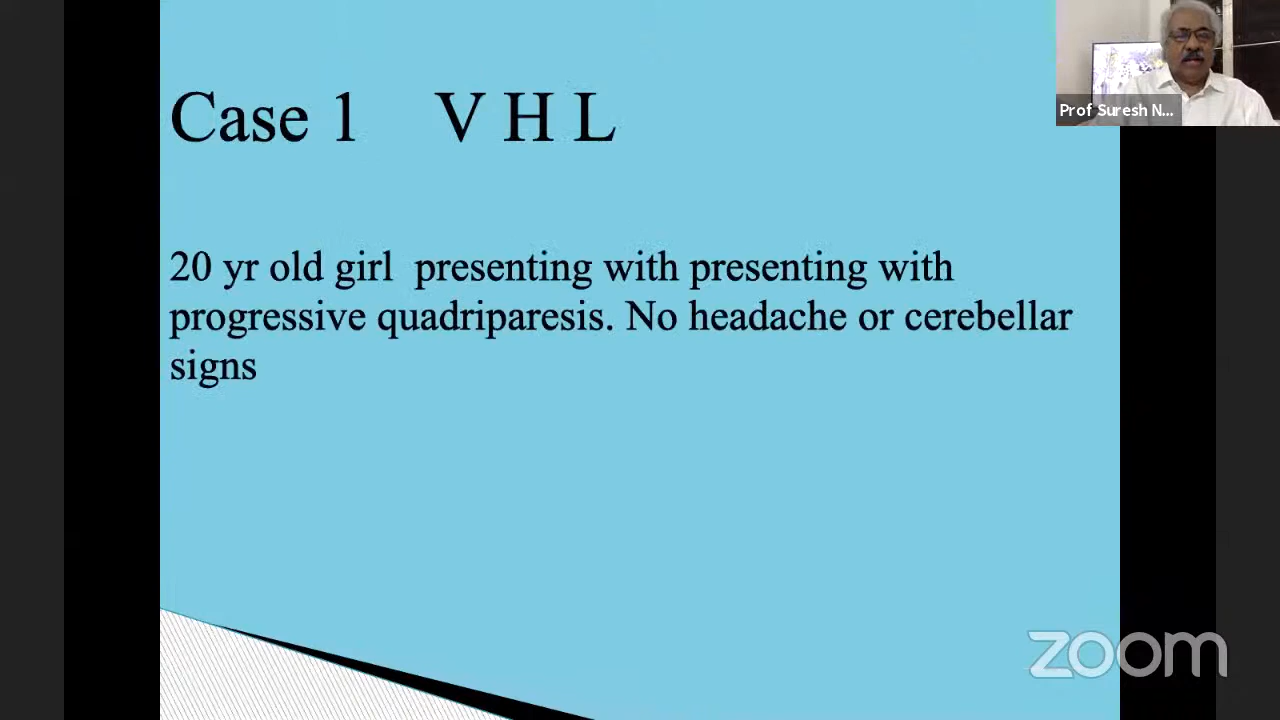 Case 1 V H L
20 yr old girl presenting with presenting with
progressive quadriparesis. No headache or cerebellar
signs
Prof Suresh N...
zoom